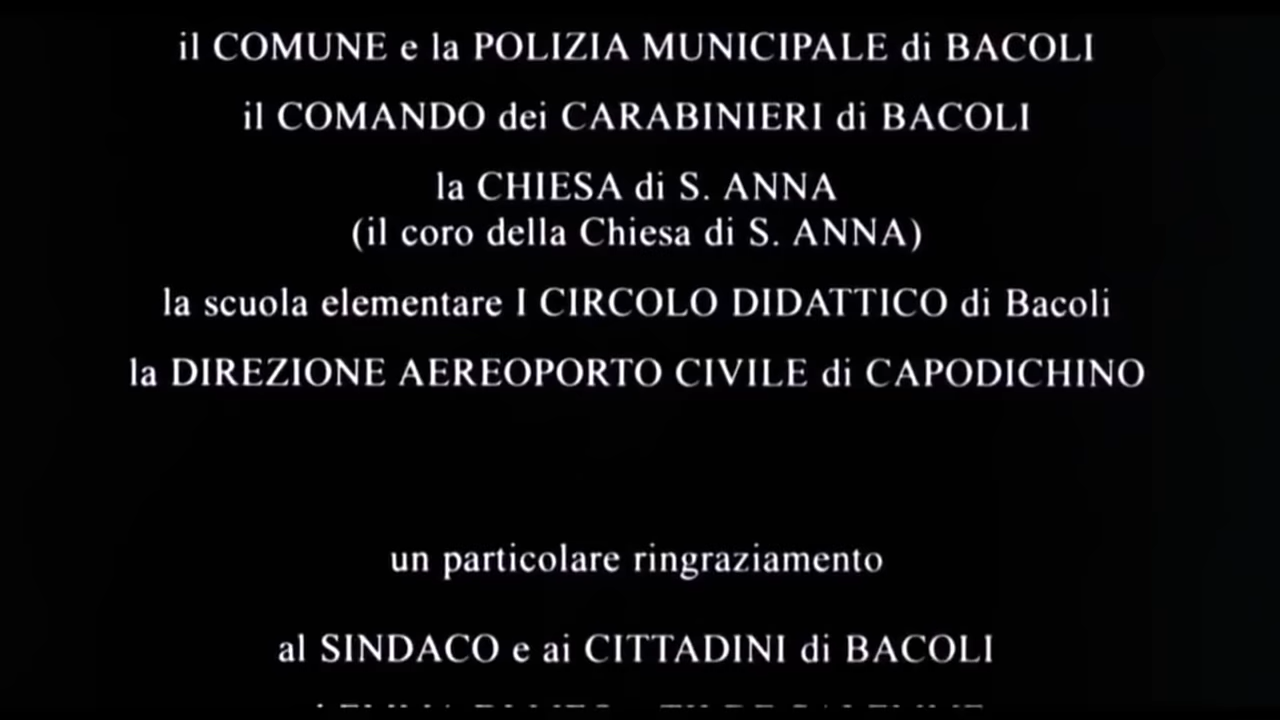 il COMUNE e la POLIZIA MUNICIPALE di BACOLI
il COMANDO dei CARABINIERI di BACOLI
la CHIESA di S. ANNA
(il coro della Chiesa di S. ANNA)
la scuola elementare I CIRCOLO DIDATTICO di Bacoli
la DIREZIONE AEREOPORTO CIVILE di CAPODICHINO
un particolare ringraziamento
al SINDACO e ai CITTADINI di BACOLI